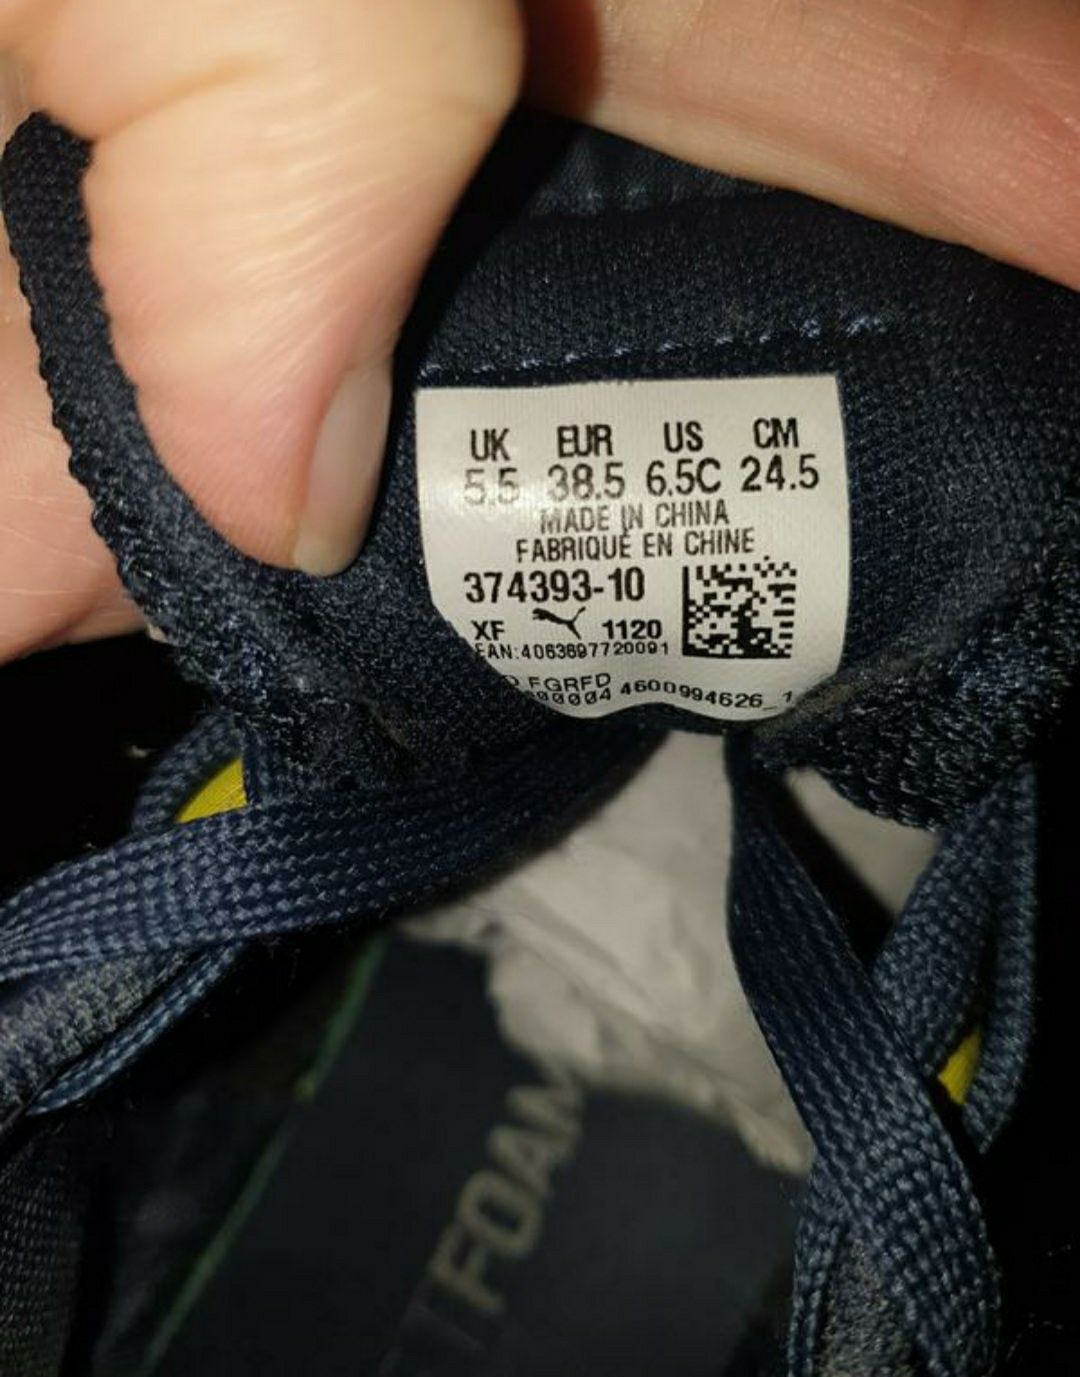 UK EUR US CM
5.5 38.5 6.5C 24.5
MADE IN CHINA
FABRIQUÉ EN CHINE
374393-10
XF 1120
EAN:4063697720091
FGRFD
4600994626_1
FOAM